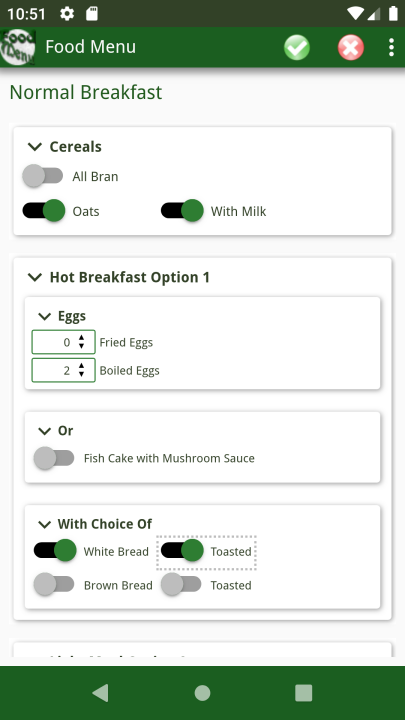 10:51
Food Menu
Normal Breakfast
Cereals
All Bran
Oats With Milk
Hot Breakfast Option 1
Eggs
0 Fried Eggs
2 Boiled Eggs
Or
Fish Cake with Mushroom Sauce
With Choice Of
White Bread Toasted
Brown Bread Toasted